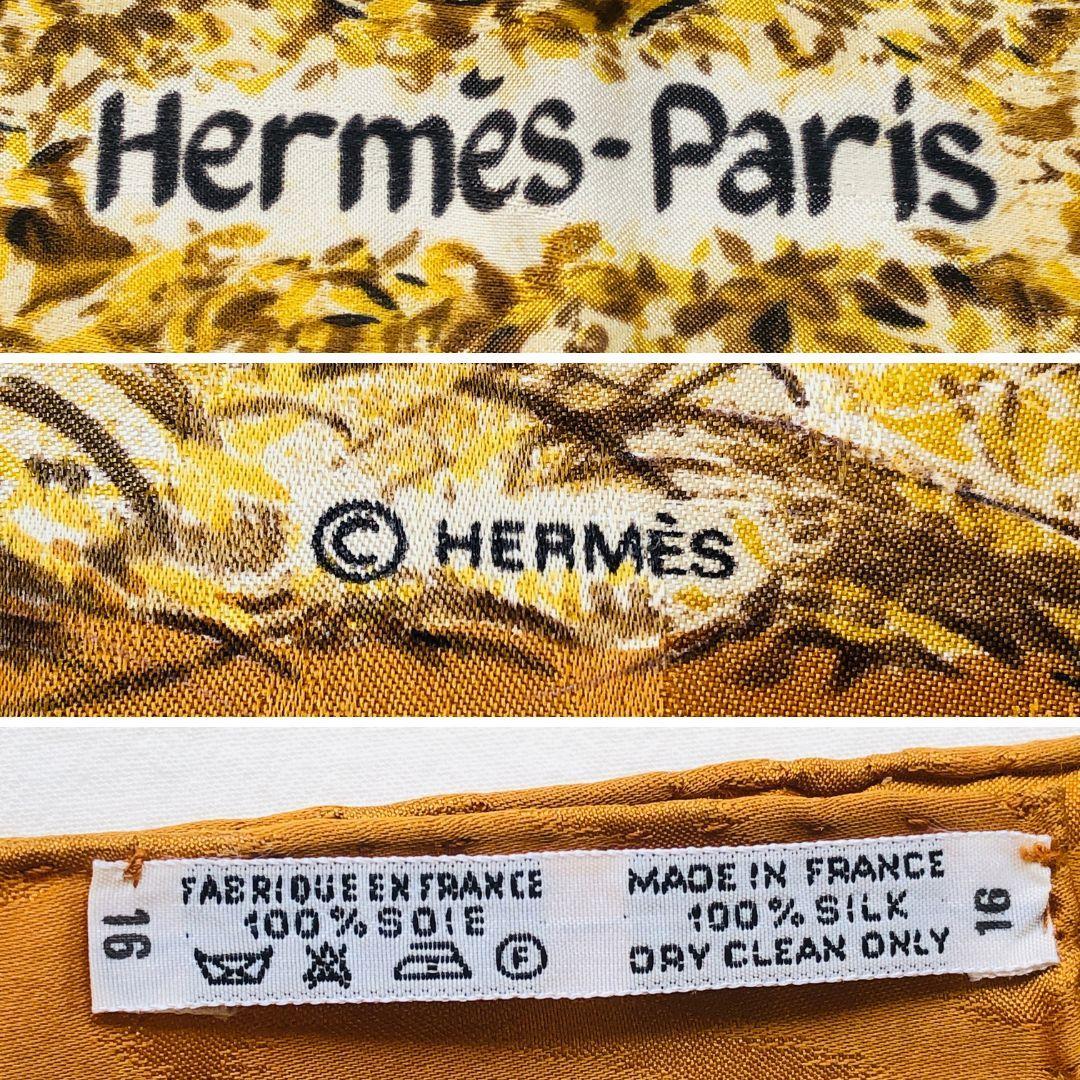 Hermès-Paris
© HERMÈS
16
FABRIQUE EN FRANCE
100% SOIE
F
MADE IN FRANCE
100% SILK
DRY CLEAN ONLY
16